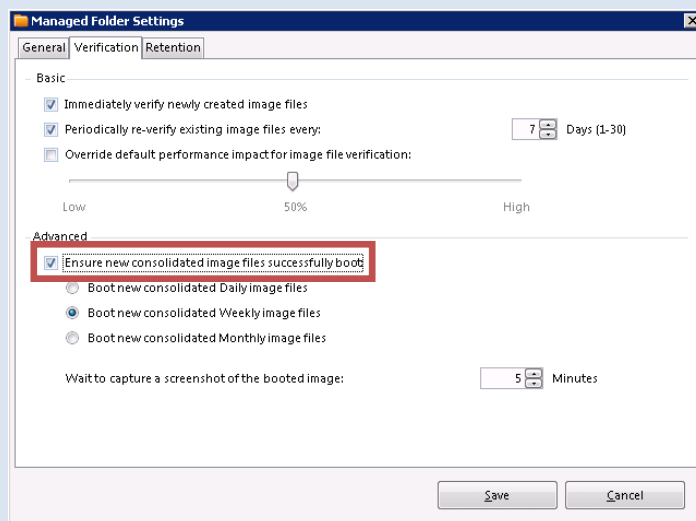 Managed Folder Settings
General Verification Retention
Basic
Immediately verify newly created image files
Periodically re-verify existing image files every: 7 Days (1-30)
Override default performance impact for image file verification:
Low 50% High
Advanced
Ensure new consolidated image files successfully boot
Boot new consolidated Daily image files
Boot new consolidated Weekly image files
Boot new consolidated Monthly image files
Wait to capture a screenshot of the booted image: 5 Minutes
Save Cancel